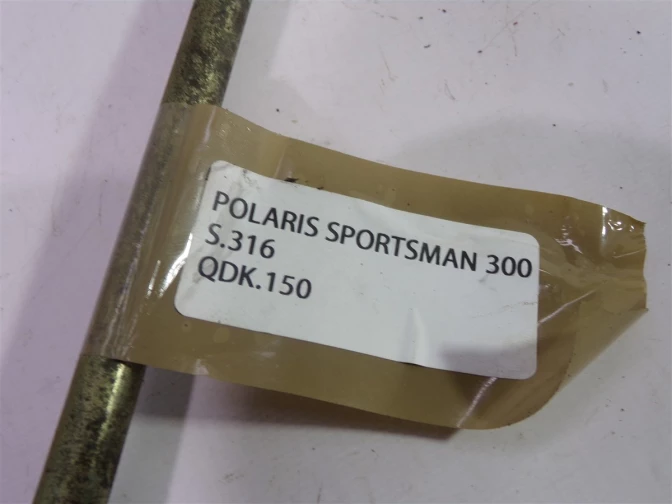 POLARIS SPORTSMAN 300
S.316
QDK.150